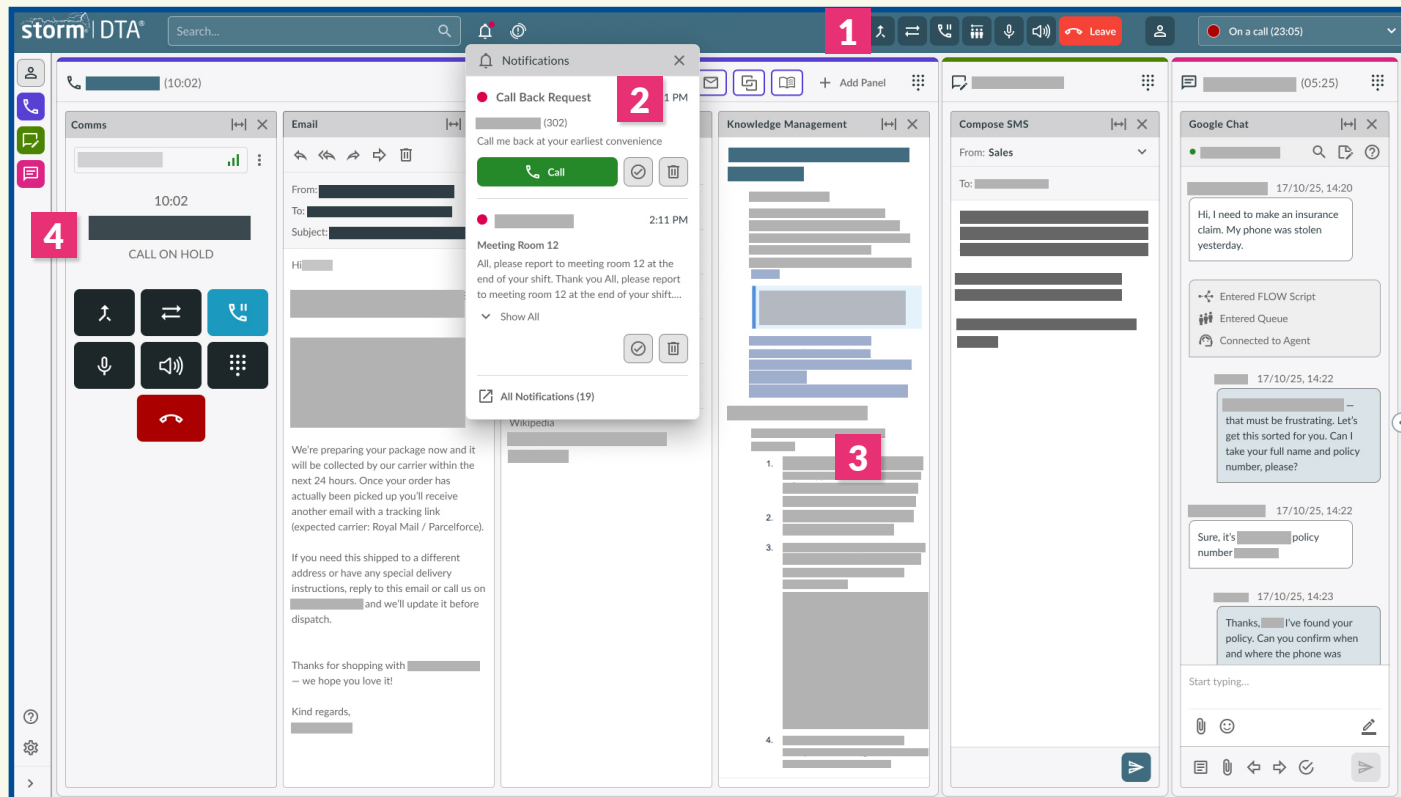 storm DTA®
Search...
1
Leave
On a call (23:05)
(10:02)
Notifications
2
Call Back Request
1 PM
(302)
Call me back at your earliest convenience
Call
2:11 PM
Meeting Room 12
All, please report to meeting room 12 at the
end of your shift. Thank you All, please report
to meeting room 12 at the end of your shift....
Show All
All Notifications (19)
Add Panel
(05:25)
Comms
10:02
4
CALL ON HOLD
Email
From:
To:
Subject:
Hi
We're preparing your package now and it
will be collected by our carrier within the
next 24 hours. Once your order has
actually been picked up you'll receive
another email with a tracking link
(expected carrier: Royal Mail / Parcelforce).
If you need this shipped to a different
address or have any special delivery
instructions, reply to this email or call us on
and we'll update it before
dispatch.
Thanks for shopping with
— we hope you love it!
Kind regards,
Wikipedia
Knowledge Management
3
1.
2.
3.
4.
Compose SMS
From: Sales
To:
Google Chat
17/10/25, 14:20
Hi, I need to make an insurance
claim. My phone was stolen
yesterday.
Entered FLOW Script
Entered Queue
Connected to Agent
17/10/25, 14:22
—
that must be frustrating. Let's
get this sorted for you. Can I
take your full name and policy
number, please?
17/10/25, 14:22
Sure, it's policy
number
17/10/25, 14:23
Thanks, I've found your
policy. Can you confirm when
and where the phone was
Start typing...